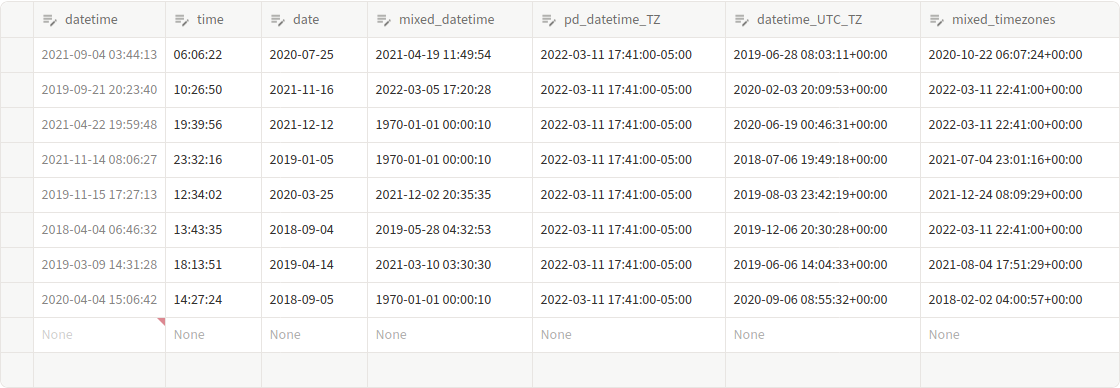 datetime time date mixed_datetime pd_datetime_TZ datetime_UTC_TZ mixed_timezones
2021-09-04 03:44:13 06:06:22 2020-07-25 2021-04-19 11:49:54 2022-03-11 17:41:00-05:00 2019-06-28 08:03:11+00:00 2020-10-22 06:07:24+00:00
2019-09-21 20:23:40 10:26:50 2021-11-16 2022-03-05 17:20:28 2022-03-11 17:41:00-05:00 2020-02-03 20:09:53+00:00 2022-03-11 22:41:00+00:00
2021-04-22 19:59:48 19:39:56 2021-12-12 1970-01-01 00:00:10 2022-03-11 17:41:00-05:00 2020-06-19 00:46:31+00:00 2022-03-11 22:41:00+00:00
2021-11-14 08:06:27 23:32:16 2019-01-05 1970-01-01 00:00:10 2022-03-11 17:41:00-05:00 2018-07-06 19:49:18+00:00 2021-07-04 23:01:16+00:00
2019-11-15 17:27:13 12:34:02 2020-03-25 2021-12-02 20:35:35 2022-03-11 17:41:00-05:00 2019-08-03 23:42:19+00:00 2021-12-24 08:09:29+00:00
2018-04-04 06:46:32 13:43:35 2018-09-04 2019-05-28 04:32:53 2022-03-11 17:41:00-05:00 2019-12-06 20:30:28+00:00 2022-03-11 22:41:00+00:00
2019-03-09 14:31:28 18:13:51 2019-04-14 2021-03-10 03:30:30 2022-03-11 17:41:00-05:00 2019-06-06 14:04:33+00:00 2021-08-04 17:51:29+00:00
2020-04-04 15:06:42 14:27:24 2018-09-05 1970-01-01 00:00:10 2022-03-11 17:41:00-05:00 2020-09-06 08:55:32+00:00 2018-02-02 04:00:57+00:00
None None None None None None None